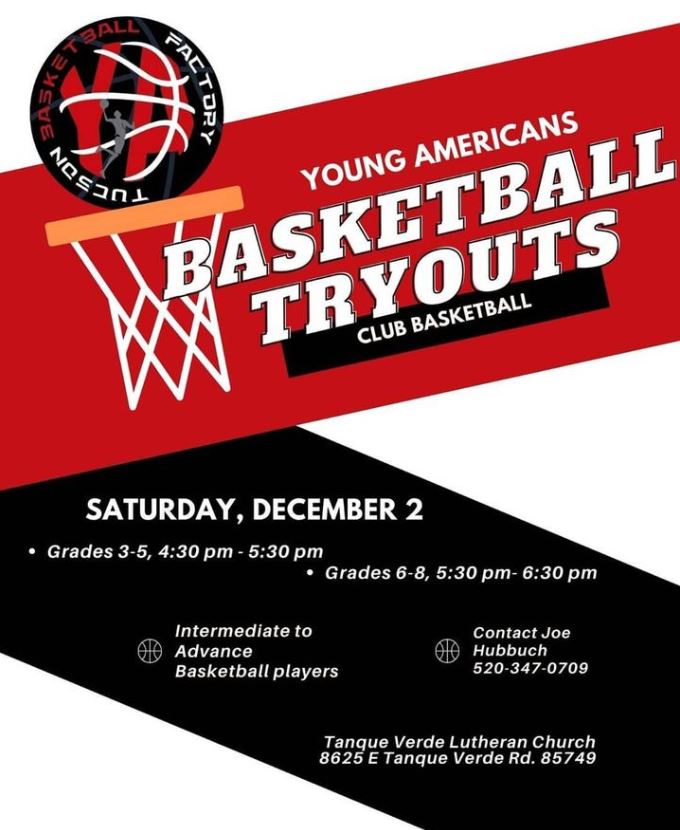 BASKETBALL FACTORY
YA
TUCSON
YOUNG AMERICANS
BASKETBALL
TRYOUTS
CLUB BASKETBALL
SATURDAY, DECEMBER 2
• Grades 3-5, 4:30 pm - 5:30 pm
• Grades 6-8, 5:30 pm- 6:30 pm
Intermediate to
Advance
Basketball players
Contact Joe
Hubbuch
520-347-0709
Tanque Verde Lutheran Church
8625 E Tanque Verde Rd. 85749